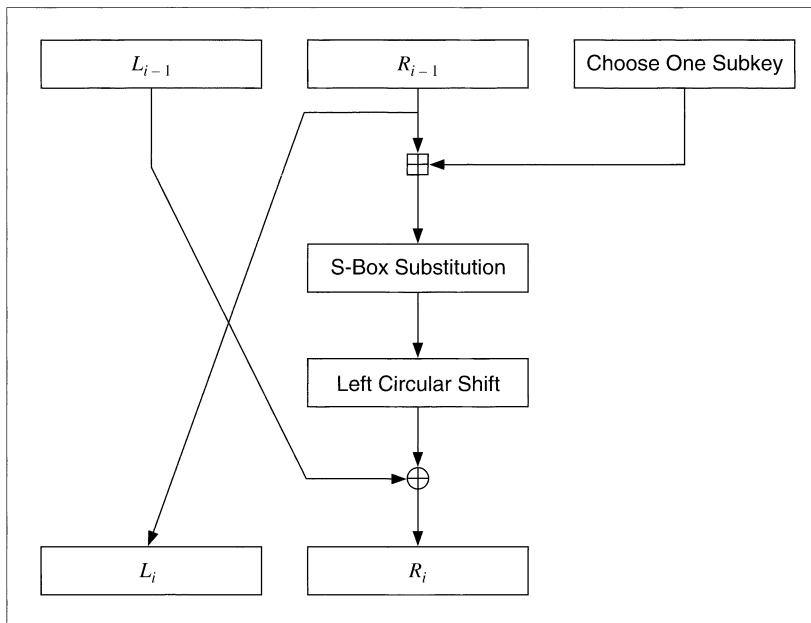 L_{i-1}
R_{i-1}
Choose One Subkey
S-Box Substitution
Left Circular Shift
L_i
R_i